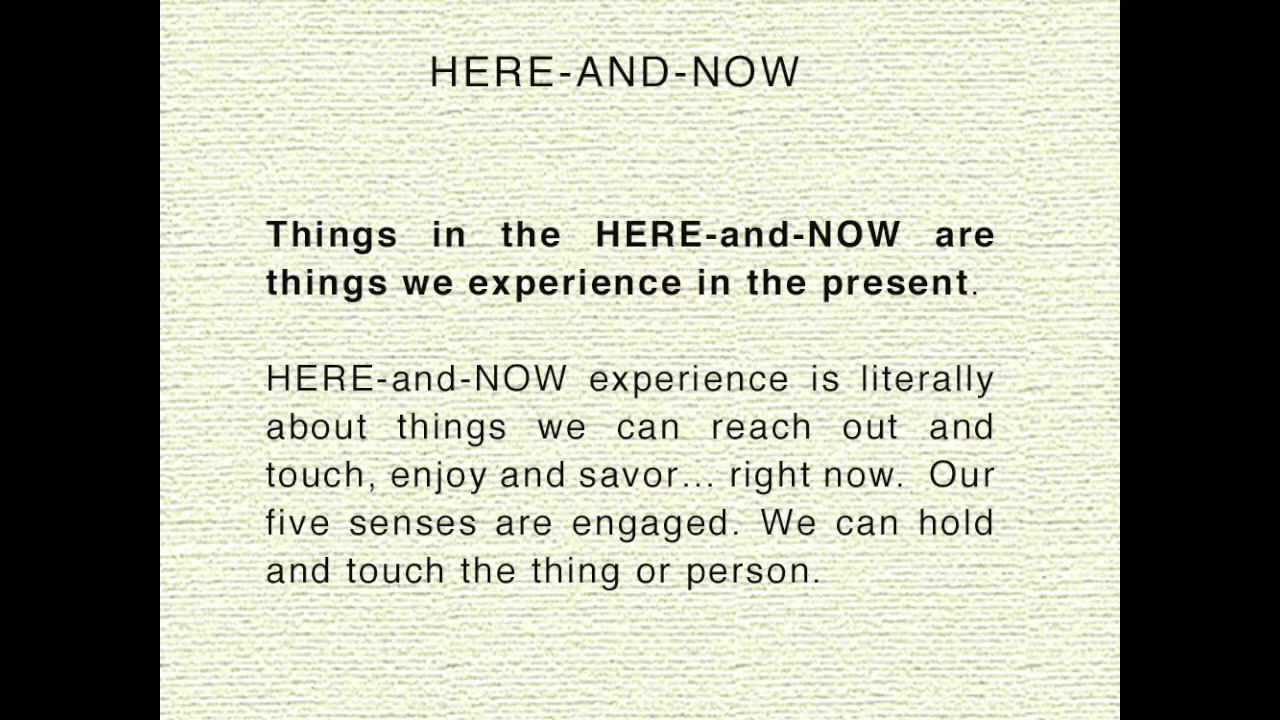 HERE-AND-NOW
Things in the HERE-and-NOW are
things we experience in the present.
HERE-and-NOW experience is literally
about things we can reach out and
touch, enjoy and savor... right now. Our
five senses are engaged. We can hold
and touch the thing or person.